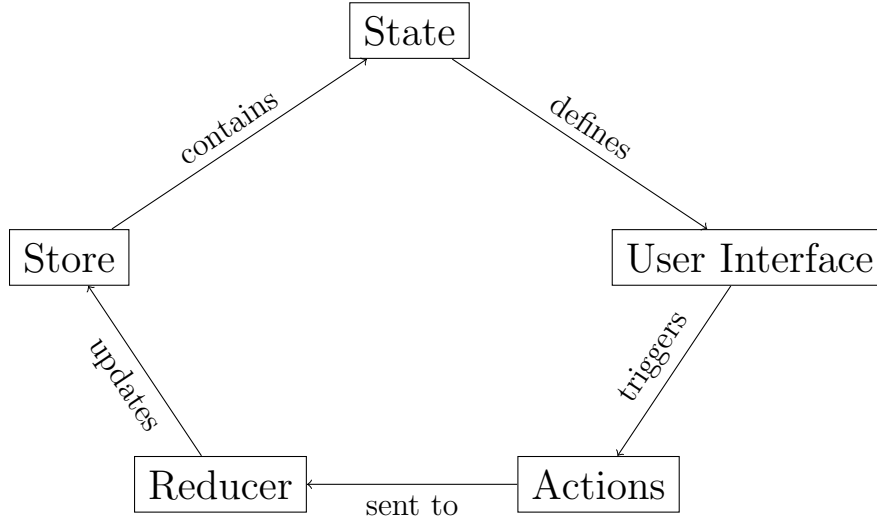 State
contains
defines
Store
User Interface
updates
triggers
Reducer
sent to
Actions